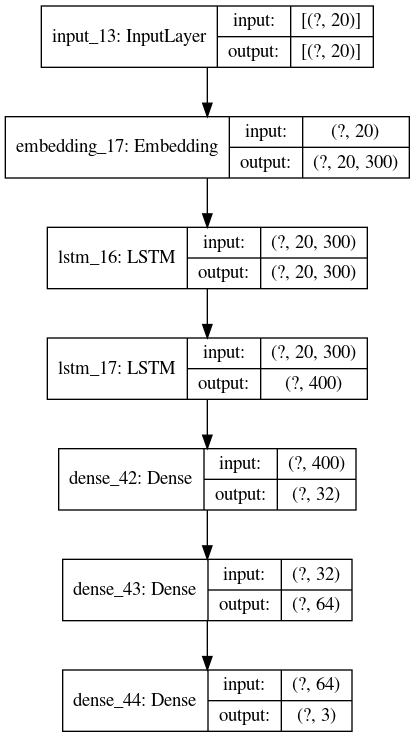 input_13: InputLayer
input:
[(?, 20)]
output:
[(?, 20)]
embedding_17: Embedding
input:
(?, 20)
output:
(?, 20, 300)
lstm_16: LSTM
input:
(?, 20, 300)
output:
(?, 20, 300)
lstm_17: LSTM
input:
(?, 20, 300)
output:
(?, 400)
dense_42: Dense
input:
(?, 400)
output:
(?, 32)
dense_43: Dense
input:
(?, 32)
output:
(?, 64)
dense_44: Dense
input:
(?, 64)
output:
(?, 3)